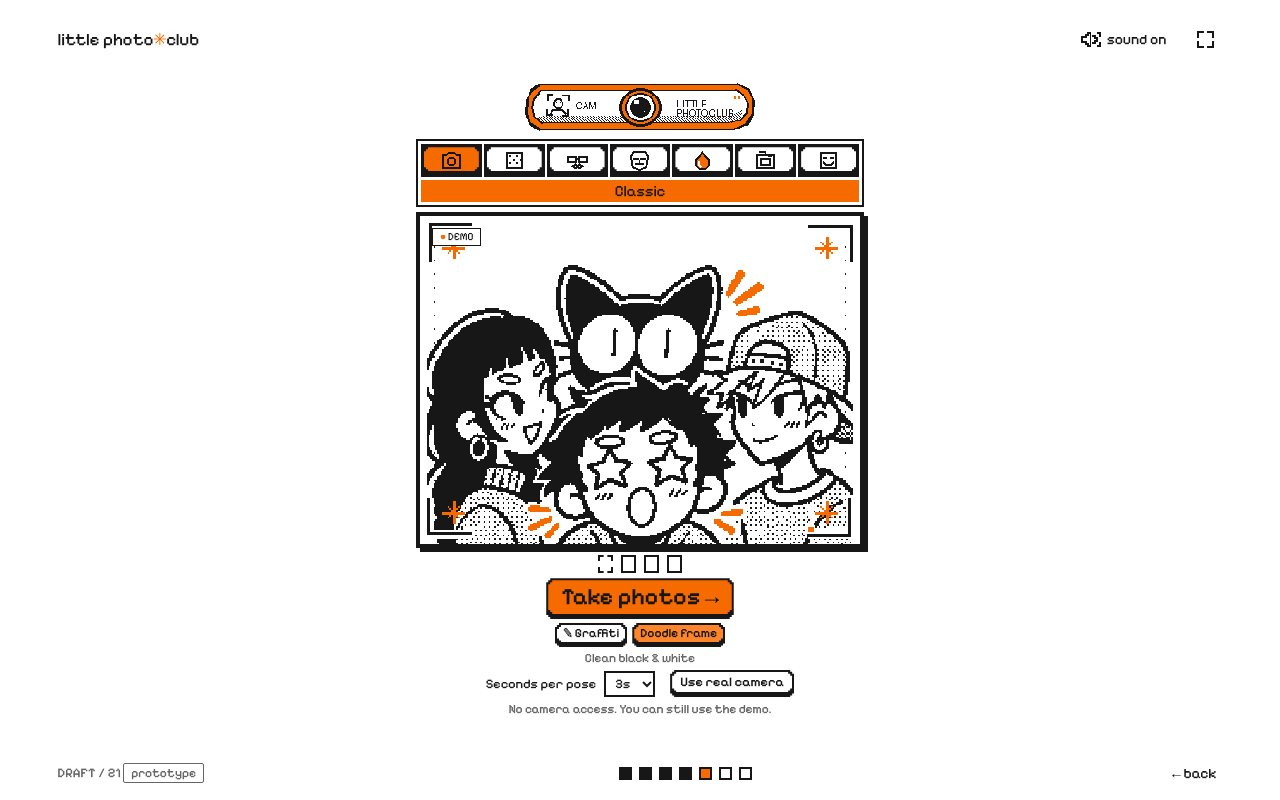 little photo✳club
sound on
CAM
LITTLE
PHOTOCLUB
Classic
DEMO
Take photos→
✎ Graffiti
Doodle frame
Clean black & white
Seconds per pose
3s
Use real camera
No camera access. You can still use the demo.
DRAFT / 21
prototype
←back